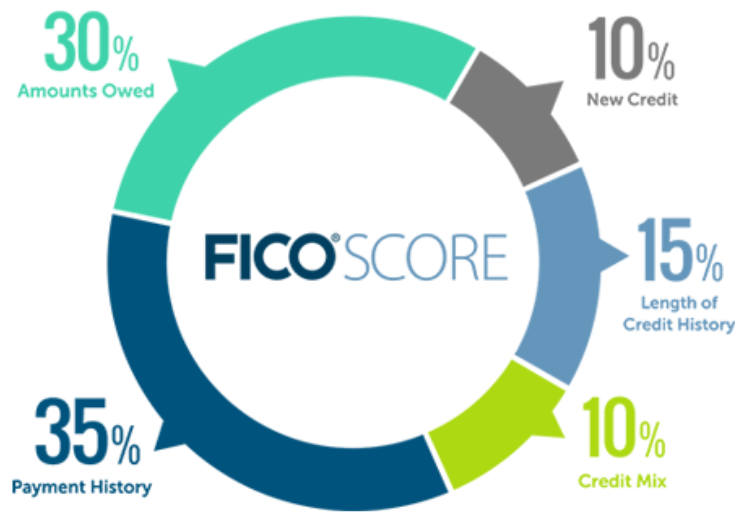 30%
Amounts Owed
10%
New Credit
FICO® SCORE
15%
Length of
Credit History
35%
Payment History
10%
Credit Mix